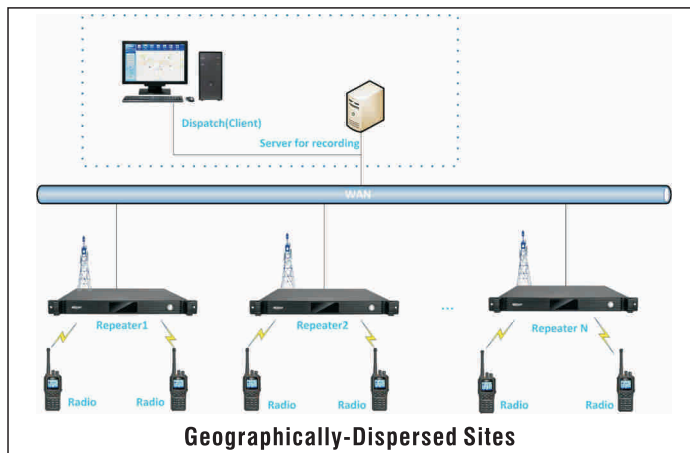 Dispatch(Client)
Server for recording
WAN
Repeater1
Repeater2
...
Repeater N
Radio
Radio
Radio
Radio
Radio
Radio
Geographically-Dispersed Sites